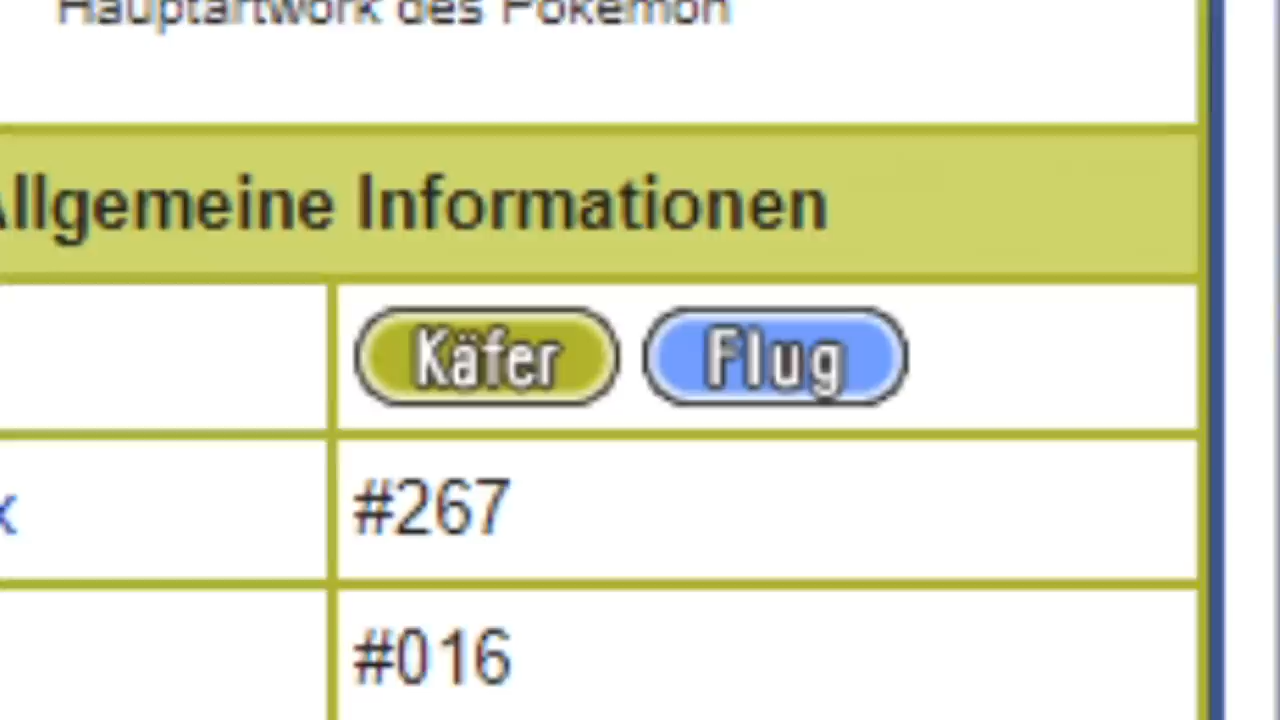 Hauptartwork des Pokémon
Allgemeine Informationen
Käfer Flug
#267
#016